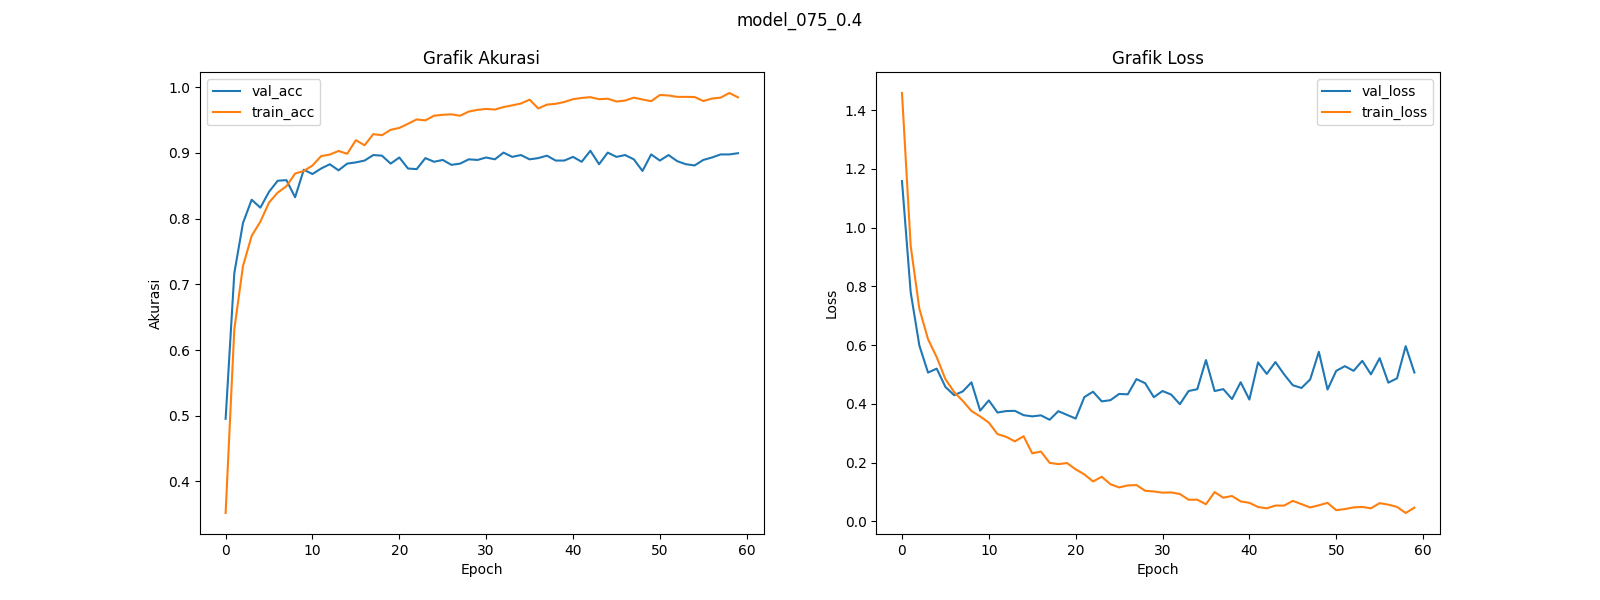 model_075_0.4
Grafik Akurasi
1.0
0.9
0.8
0.7
0.6
0.5
0.4
Akurasi
val_acc
train_acc
0 10 20 30 40 50 60
Epoch
Grafik Loss
1.4
1.2
1.0
0.8
0.6
0.4
0.2
0.0
Loss
val_loss
train_loss
0 10 20 30 40 50 60
Epoch